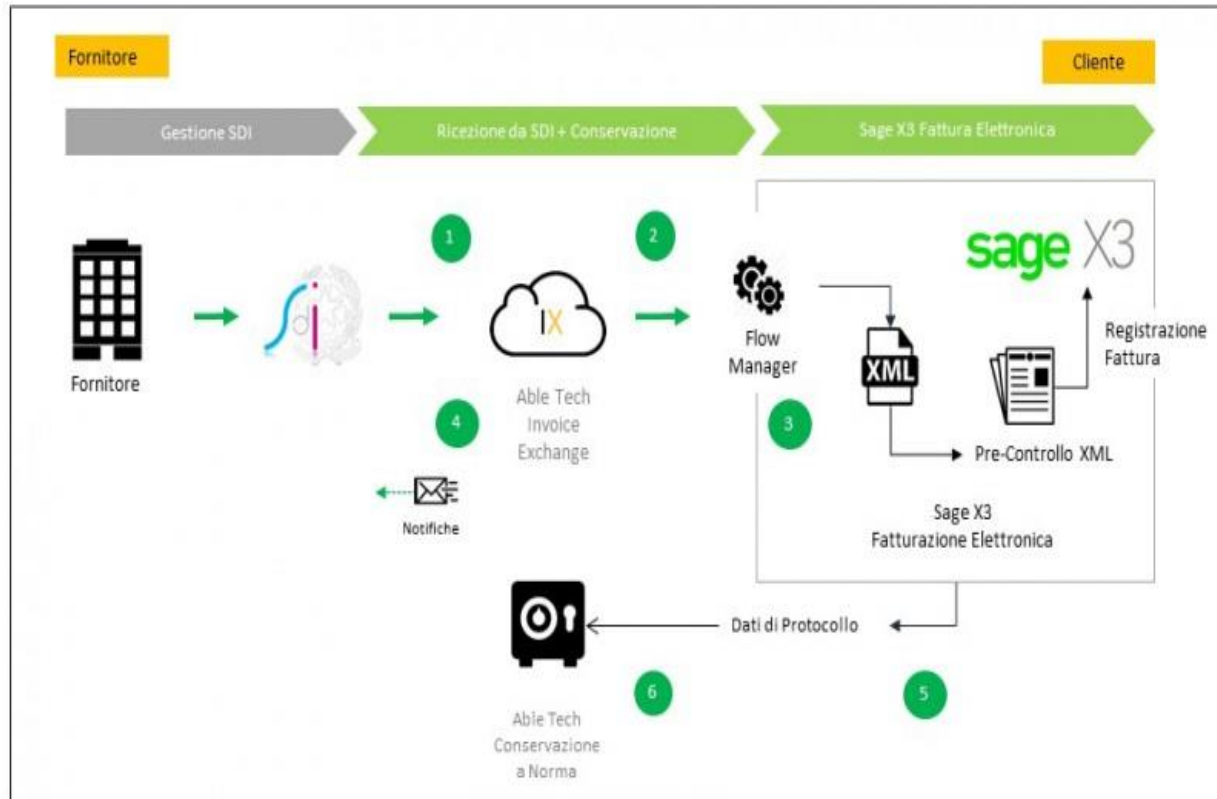 Fornitore
Cliente
Gestione SDI
Ricezione da SDI + Conservazione
Sage X3 Fattura Elettronica
1
2
sage X3
sdi
IX
Fornitore
Flow
Manager
XML
Registrazione
Fattura
Able Tech
Invoice
Exchange
4
3
Pre-Controllo XML
Notifiche
Sage X3
Fatturazione Elettronica
Dati di Protocollo
6
5
Able Tech
Conservazione
a Norma